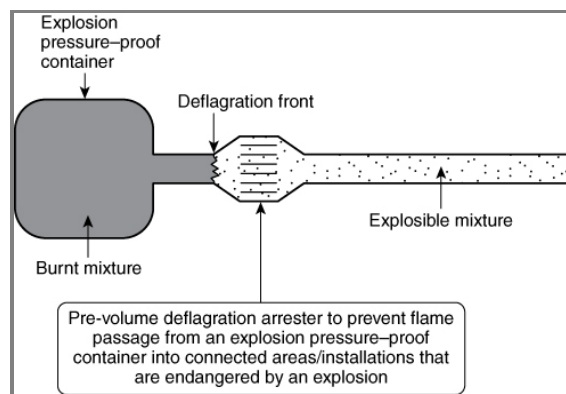 Explosion
pressure–proof
container
Deflagration front
Explosible mixture
Burnt mixture
Pre-volume deflagration arrester to prevent flame
passage from an explosion pressure–proof
container into connected areas/installations that
are endangered by an explosion